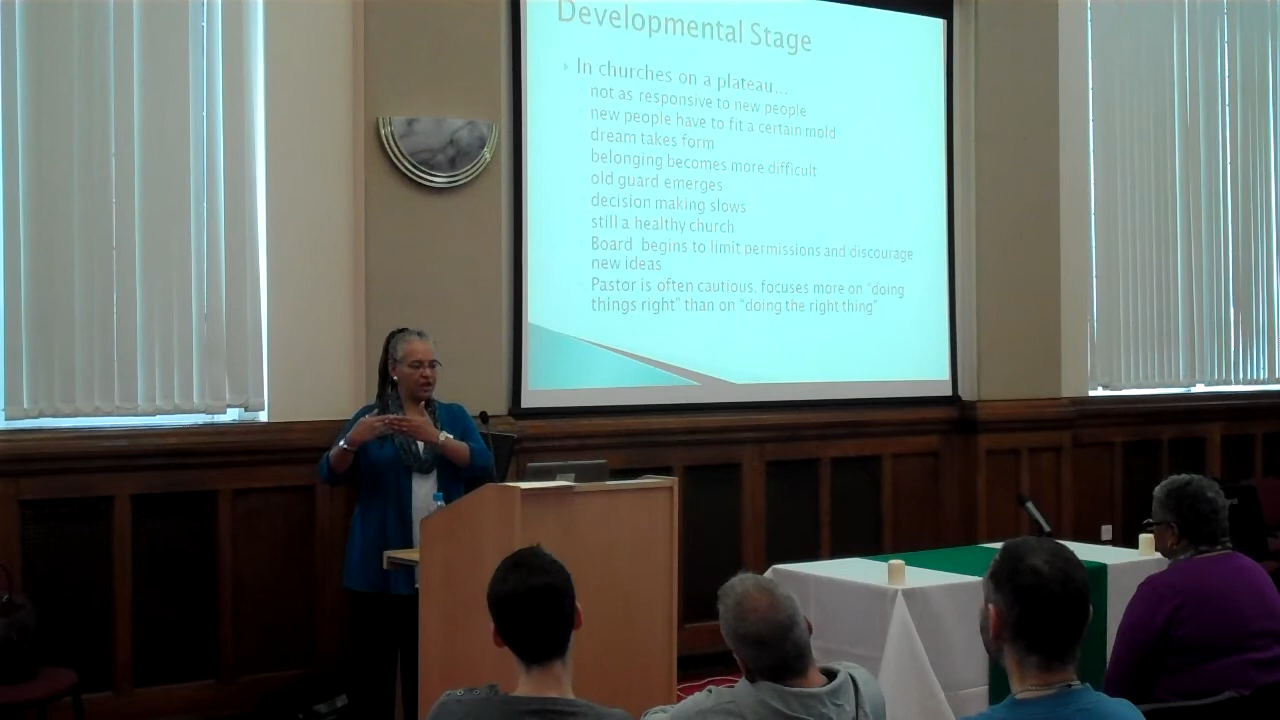 Developmental Stage
In churches on a plateau...
not as responsive to new people
new people have to fit a certain mold
dream takes form
belonging becomes more difficult
old guard emerges
decision making slows
still a healthy church
Board begins to limit permissions and discourage
new ideas
Pastor is often cautious, focuses more on “doing
things right” than on “doing the right thing”